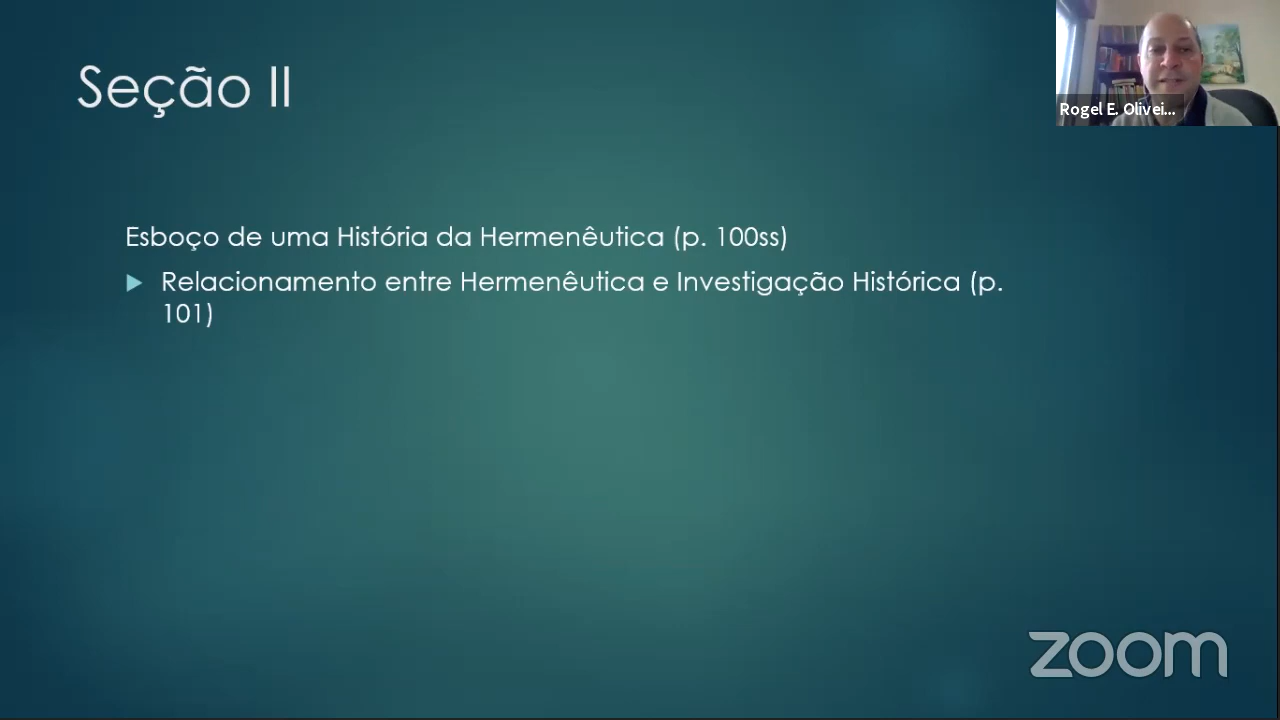 Seção II
Rogel E. Olivei...
Esboço de uma História da Hermenêutica (p. 100ss)
Relacionamento entre Hermenêutica e Investigação Histórica (p.
101)
zoom